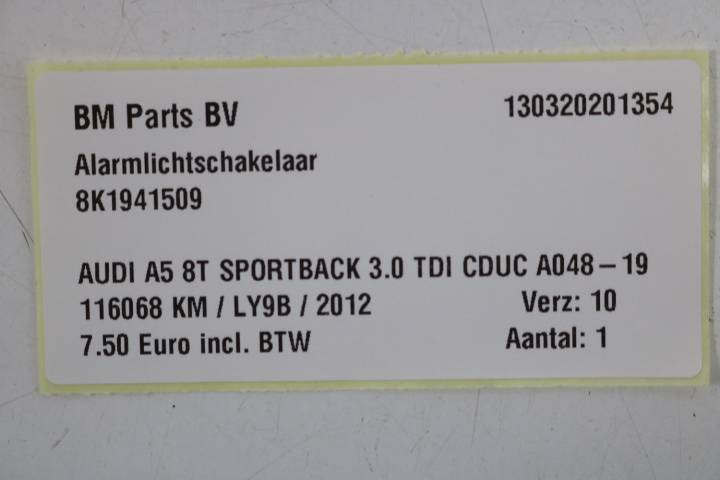 BM Parts BV 130320201354
Alarmlichtschakelaar
8K1941509
AUDI A5 8T SPORTBACK 3.0 TDI CDUC A048-19
116068 KM / LY9B / 2012 Verz: 10
7.50 Euro incl. BTW Aantal: 1